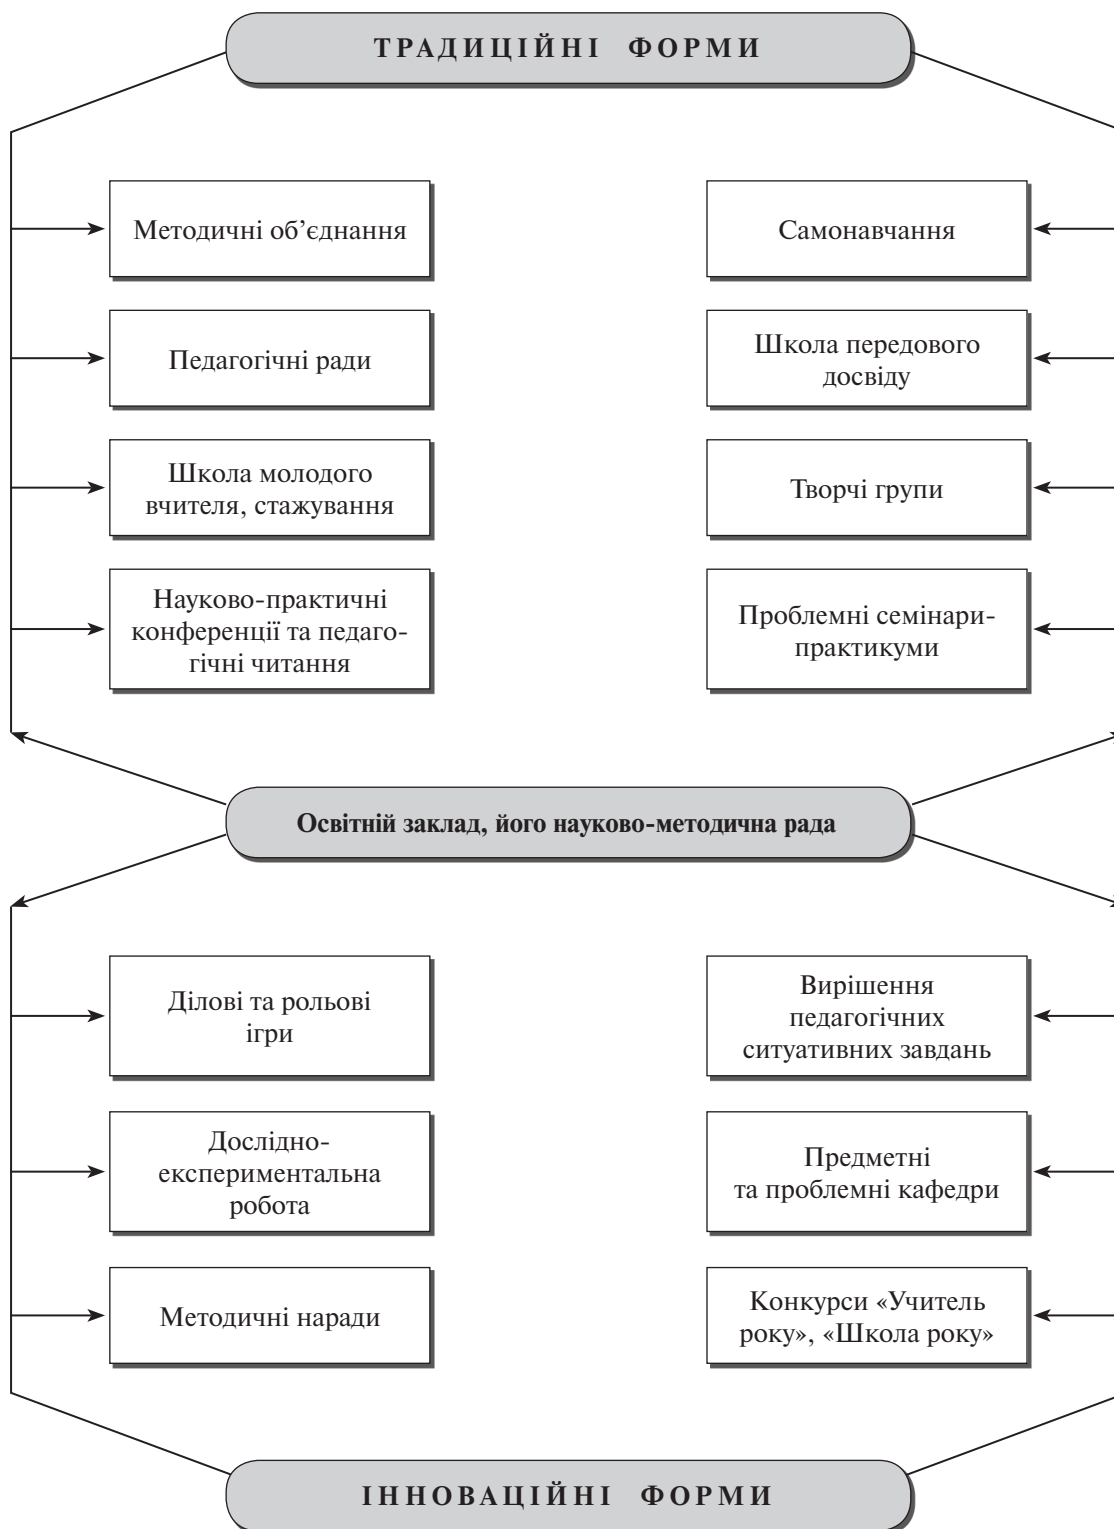 ТРАДИЦІЙНІ ФОРМИ
Методичні об’єднання
Самонавчання
Педагогічні ради
Школа передового
досвіду
Школа молодого
вчителя, стажування
Творчі групи
Науково-практичні
конференції та педаго-
гічні читання
Проблемні семінари-
практикуми
Освітній заклад, його науково-методична рада
Ділові та рольові
ігри
Вирішення
педагогічних
ситуативних завдань
Дослідно-
експериментальна
робота
Предметні
та проблемні кафедри
Методичні наради
Конкурси «Учитель
року», «Школа року»
ІННОВАЦІЙНІ ФОРМИ